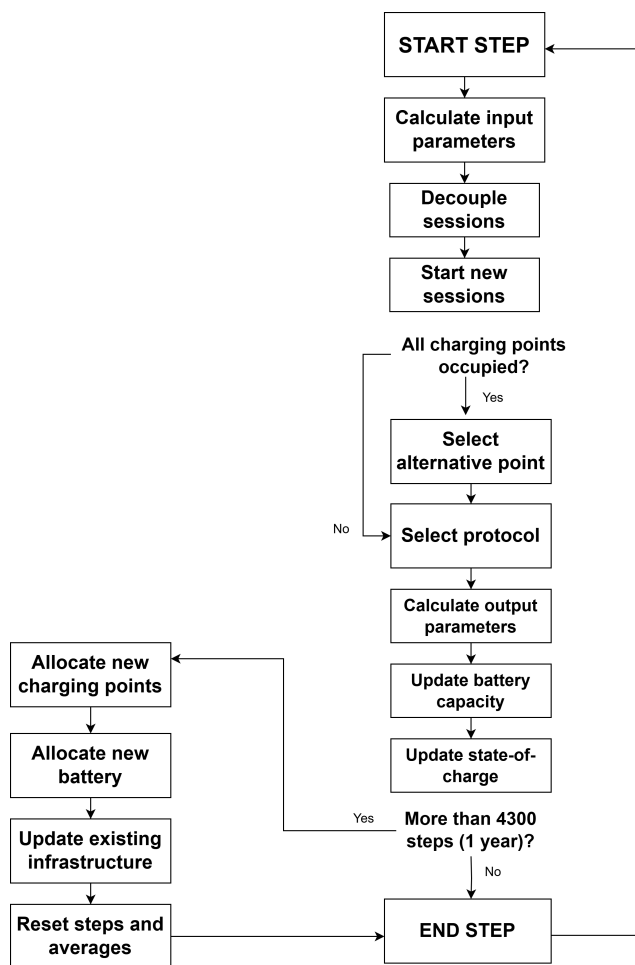 START STEP
Calculate input
parameters
Decouple
sessions
Start new
sessions
All charging points
occupied?
Yes
Select
alternative point
No
Select protocol
Calculate output
parameters
Update battery
capacity
Update state-of-
charge
More than 4300
steps (1 year)?
Yes
No
Allocate new
charging points
Allocate new
battery
Update existing
infrastructure
Reset steps and
averages
END STEP